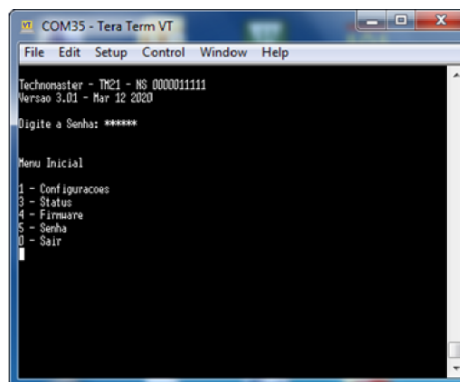 COM35 - Tera Term VT
File Edit Setup Control Window Help
Technomaster - TM21 - NS 0000011111
Versao 3.01 - Mar 12 2020
Digite a Senha: ******
Menu Inicial
1 - Configuracoes
3 - Status
4 - Firmware
5 - Senha
0 - Sair